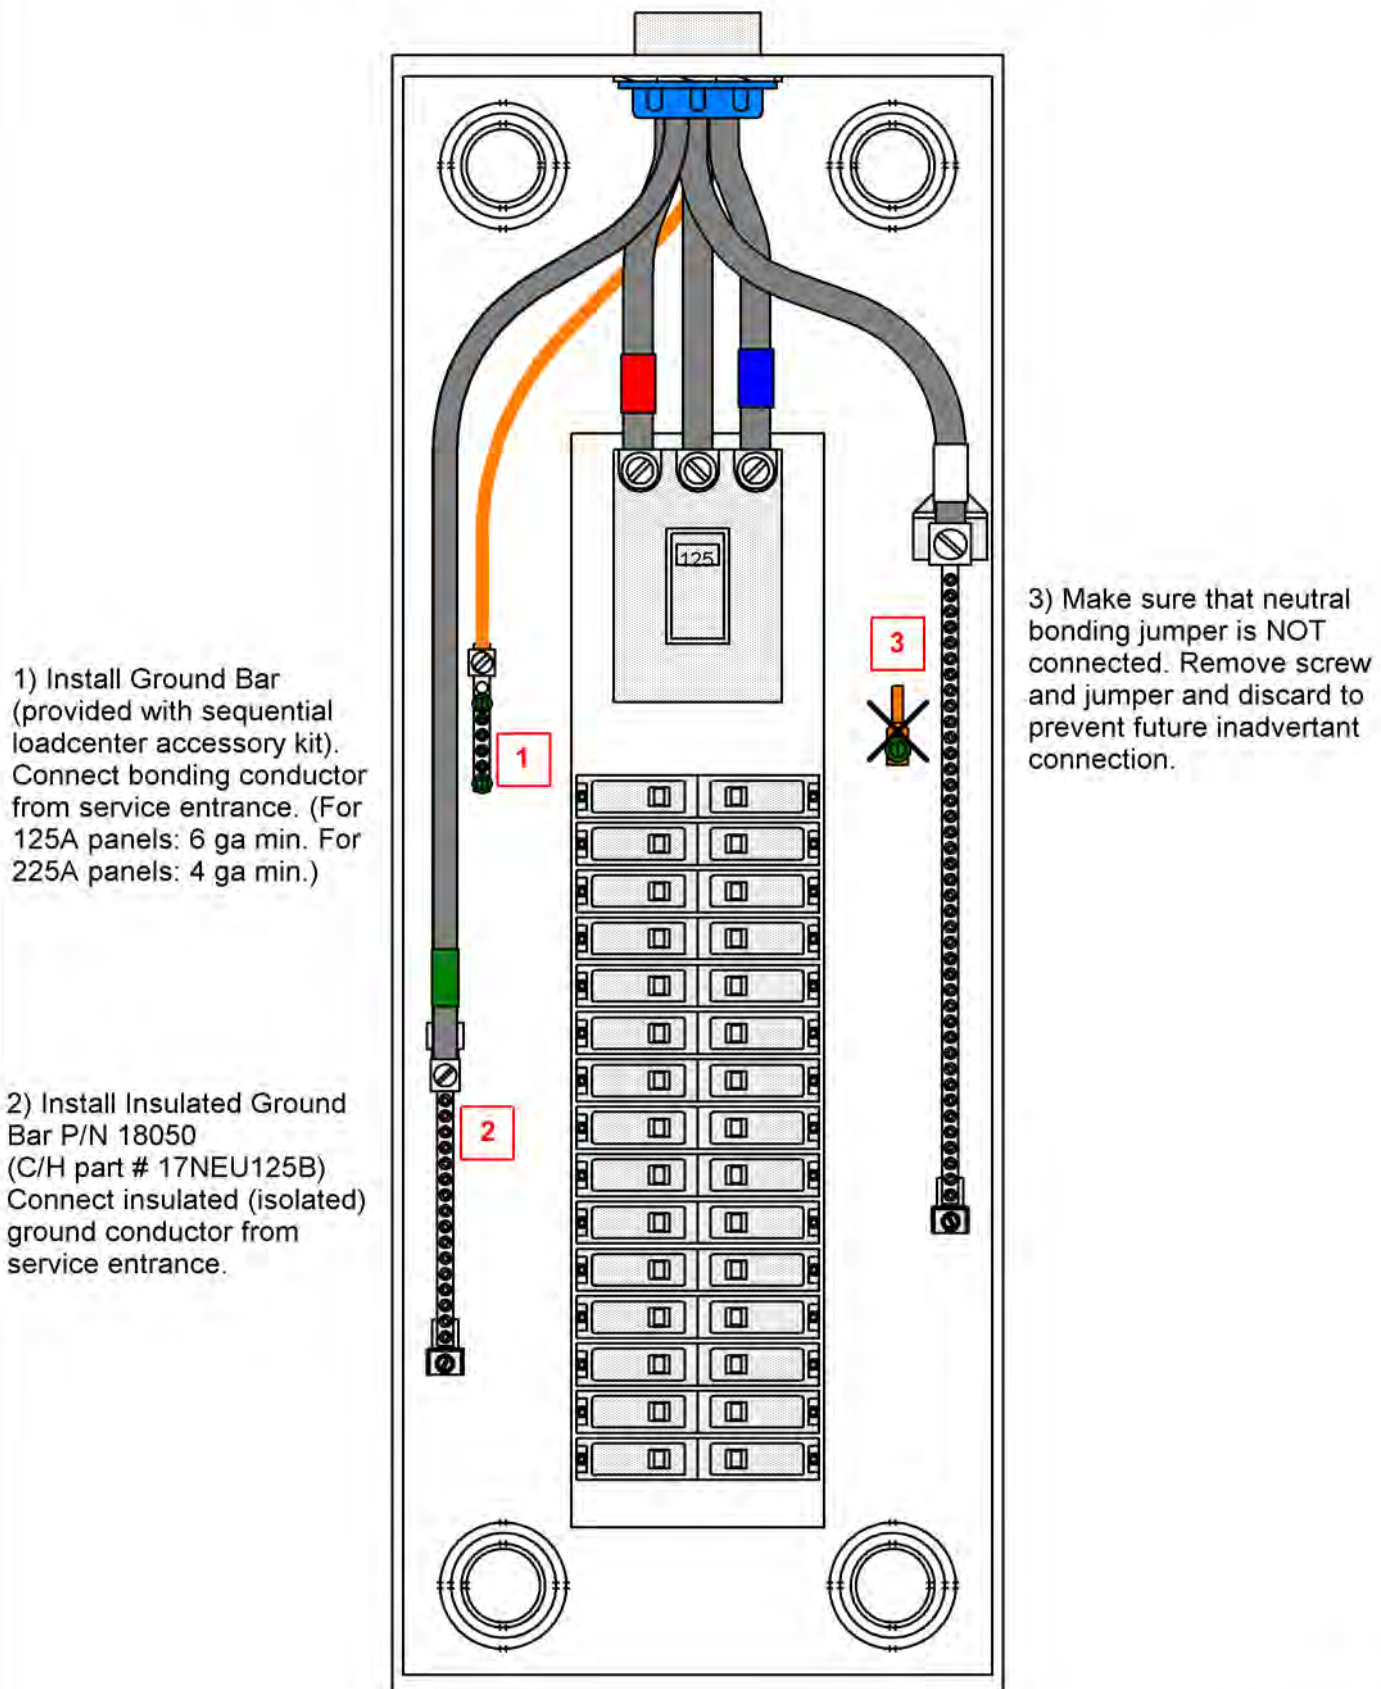 125
3
3) Make sure that neutral
bonding jumper is NOT
connected. Remove screw
and jumper and discard to
prevent future inadvertant
connection.
1) Install Ground Bar
(provided with sequential
loadcenter accessory kit).
Connect bonding conductor
from service entrance. (For
125A panels: 6 ga min. For
225A panels: 4 ga min.)
1
2) Install Insulated Ground
Bar P/N 18050
(C/H part # 17NEU125B)
Connect insulated (isolated)
ground conductor from
service entrance.
2